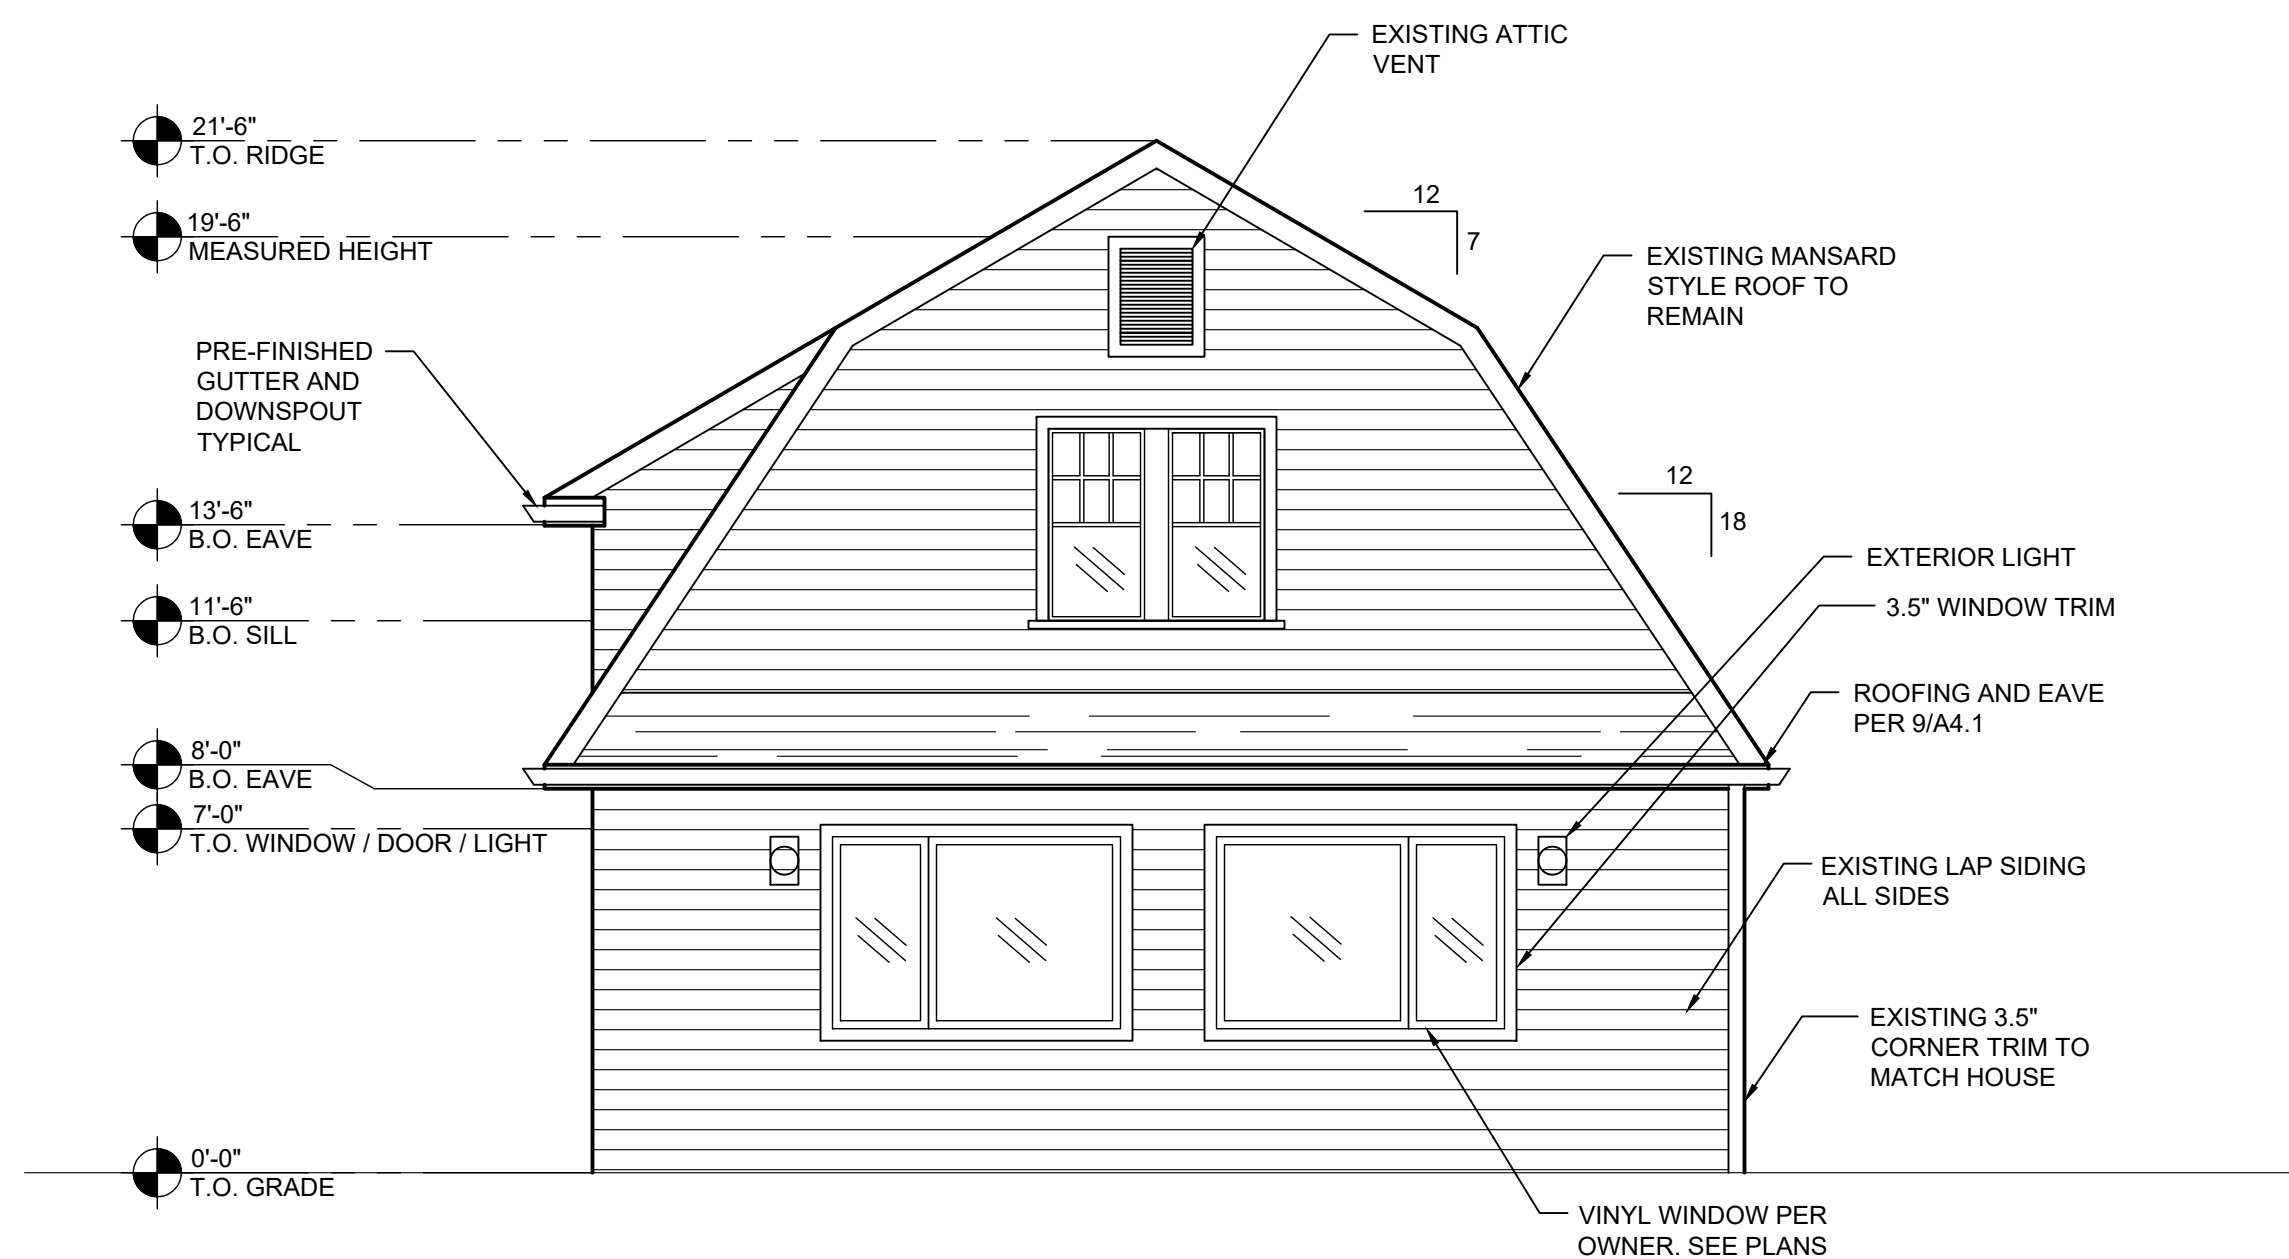 EXISTING ATTIC
VENT
21'-6"
T.O. RIDGE
12
7
19'-6"
MEASURED HEIGHT
EXISTING MANSARD
STYLE ROOF TO
REMAIN
PRE-FINISHED
GUTTER AND
DOWNSPOUT
TYPICAL
12
18
13'-6"
B.O. EAVE
EXTERIOR LIGHT
11'-6"
B.O. SILL
3.5" WINDOW TRIM
ROOFING AND EAVE
PER 9/A4.1
8'-0"
B.O. EAVE
7'-0"
T.O. WINDOW / DOOR / LIGHT
EXISTING LAP SIDING
ALL SIDES
EXISTING 3.5"
CORNER TRIM TO
MATCH HOUSE
0'-0"
T.O. GRADE
VINYL WINDOW PER
OWNER. SEE PLANS